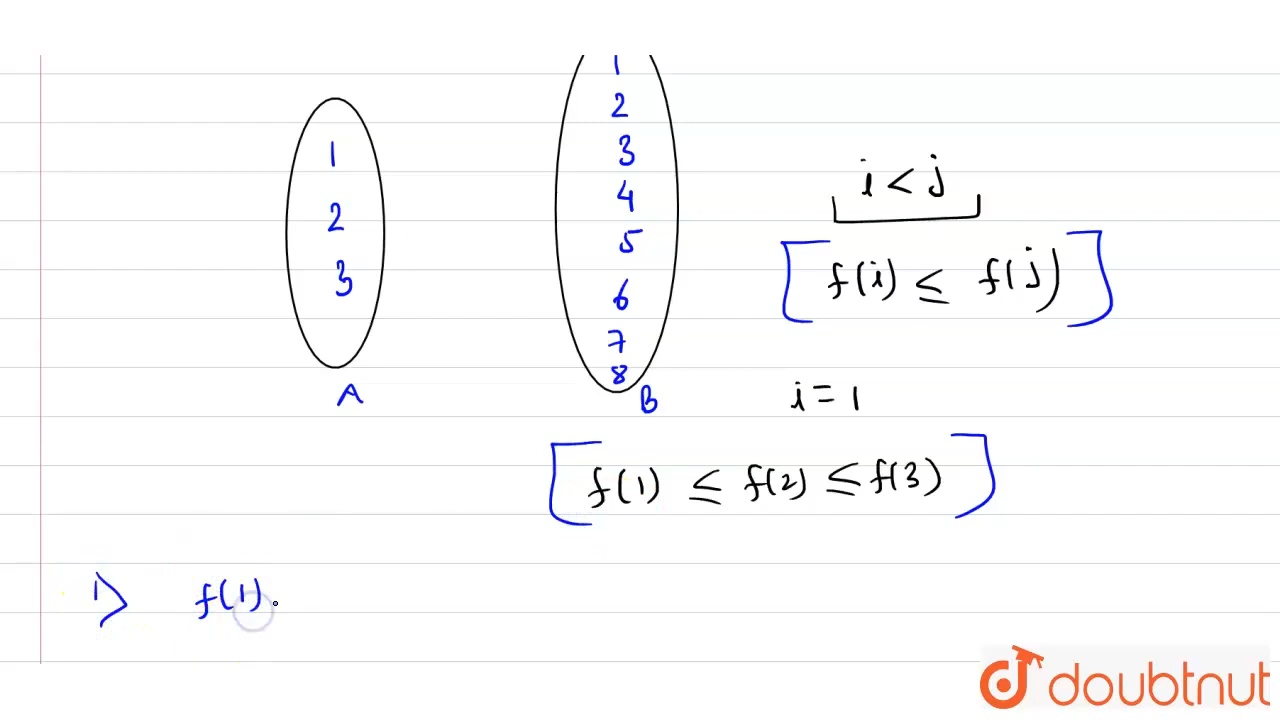 1
2
3
A
1
2
3
4
5
6
7
8
B
i < j
[f(i) ≤ f(j)]
i = 1
[f(1) ≤ f(2) ≤ f(3)]
1> f(1)
doubtnut